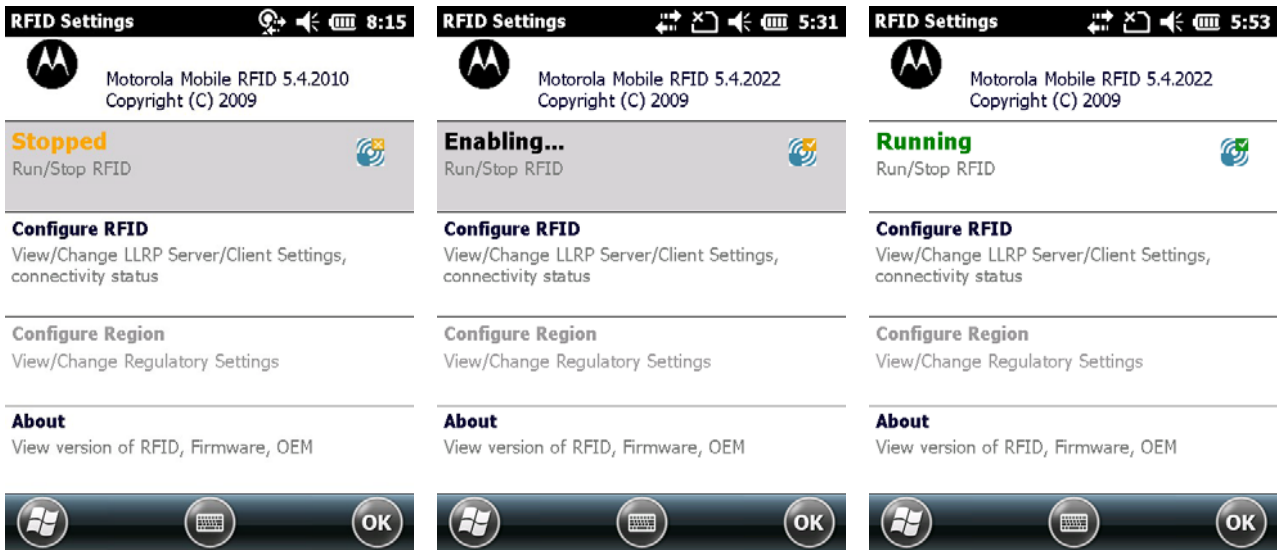 RFID Settings 8:15
Motorola Mobile RFID 5.4.2010
Copyright (C) 2009
Stopped
Run/Stop RFID
Configure RFID
View/Change LLRP Server/Client Settings,
connectivity status
Configure Region
View/Change Regulatory Settings
About
View version of RFID, Firmware, OEM
OK
RFID Settings 5:31
Motorola Mobile RFID 5.4.2022
Copyright (C) 2009
Enabling...
Run/Stop RFID
Configure RFID
View/Change LLRP Server/Client Settings,
connectivity status
Configure Region
View/Change Regulatory Settings
About
View version of RFID, Firmware, OEM
OK
RFID Settings 5:53
Motorola Mobile RFID 5.4.2022
Copyright (C) 2009
Running
Run/Stop RFID
Configure RFID
View/Change LLRP Server/Client Settings,
connectivity status
Configure Region
View/Change Regulatory Settings
About
View version of RFID, Firmware, OEM
OK